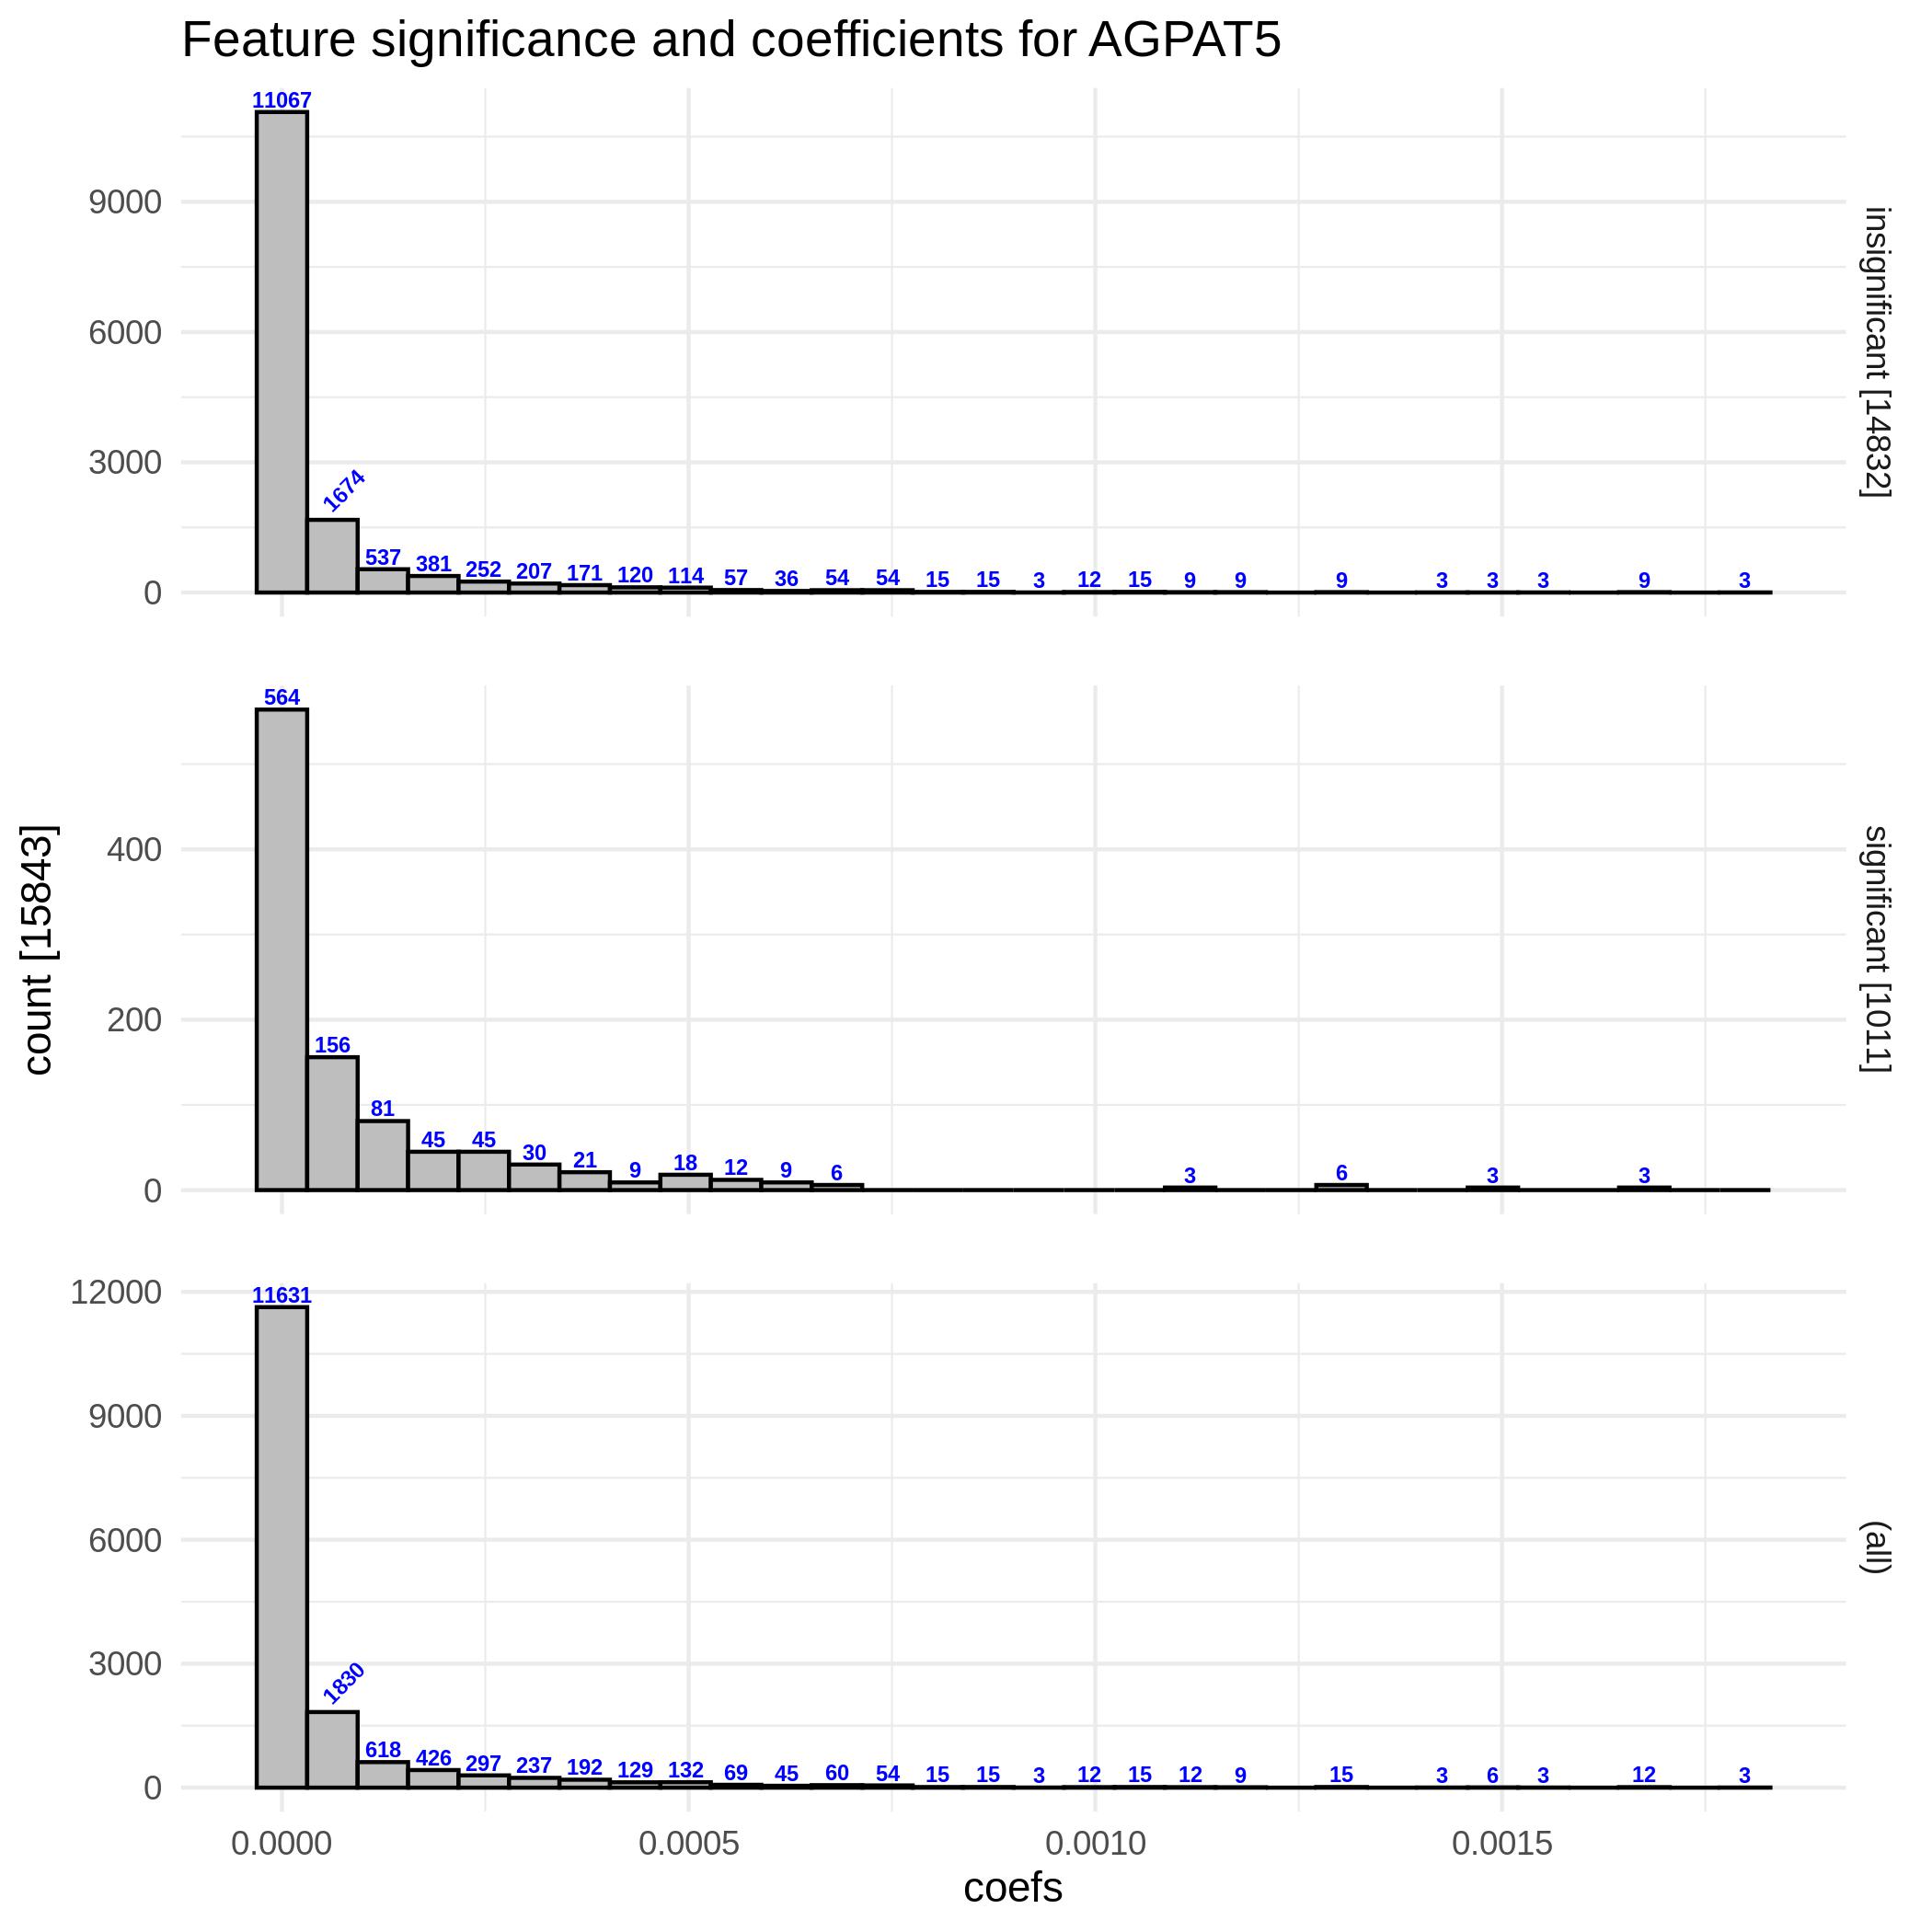 Feature significance and coefficients for AGPAT5
11067
1674
537 381 252 207 171 120 114 57 36 54 54 15 15 3 12 15 9 9 9 3 3 3 9 3
9000
6000
3000
0
insignificant [14832]
564
156
81
45 45 30 21 9 18 12 9 6 3 6 3 3
400
200
0
significant [1011]
count [15843]
11631
1830
618 426 297 237 192 129 132 69 45 60 54 15 15 3 12 15 12 9 15 3 6 3 12 3
12000
9000
6000
3000
0
(all)
0.0000 0.0005 0.0010 0.0015
coefs